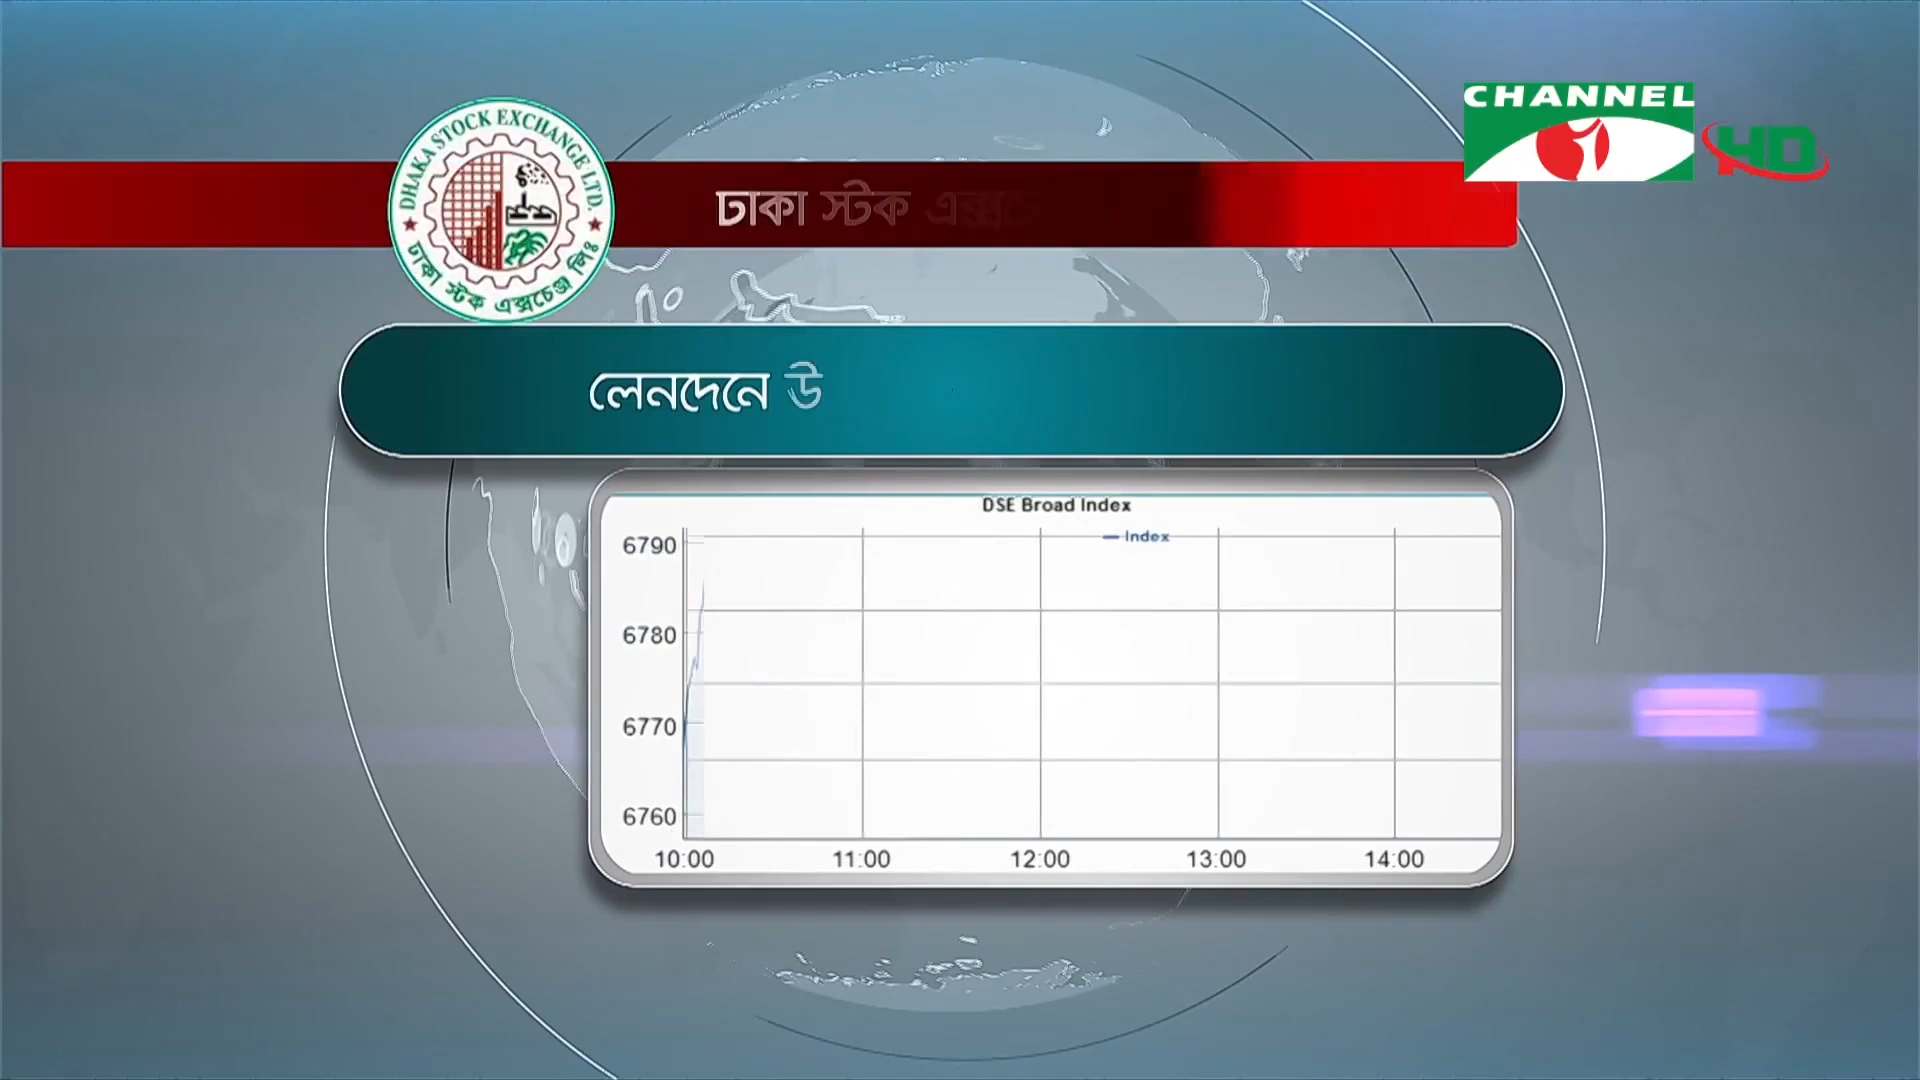 CHANNEL
HD
DHAKA STOCK EXCHANGE LTD.
ঢাকা স্টক এক্সচেঞ্জ লিঃ
ঢাকা স্টক
লেনদেনে উ
DSE Broad Index
Index
6790
6780
6770
6760
10:00 11:00 12:00 13:00 14:00